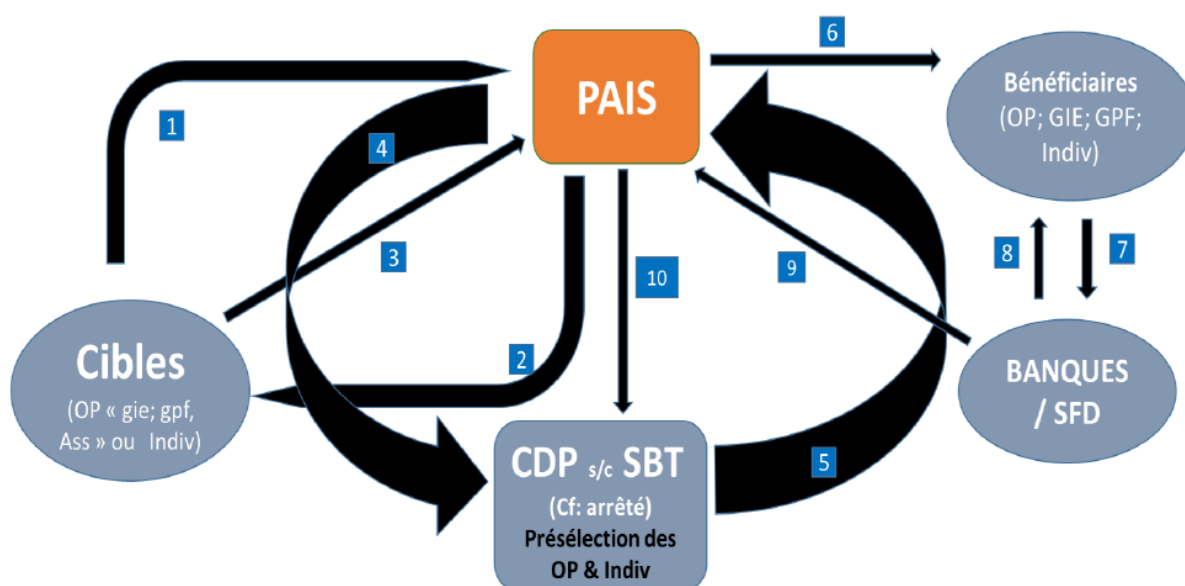 6
PAIS
Bénéficiaires
(OP; GIE; GPF;
Indiv)
1
4
3
10
9
8
7
2
Cibles
(OP « gie; gpf,
Ass » ou Indiv)
BANQUES
/ SFD
5
CDP s/c SBT
(Cf: arrêté)
Présélection des
OP & Indiv